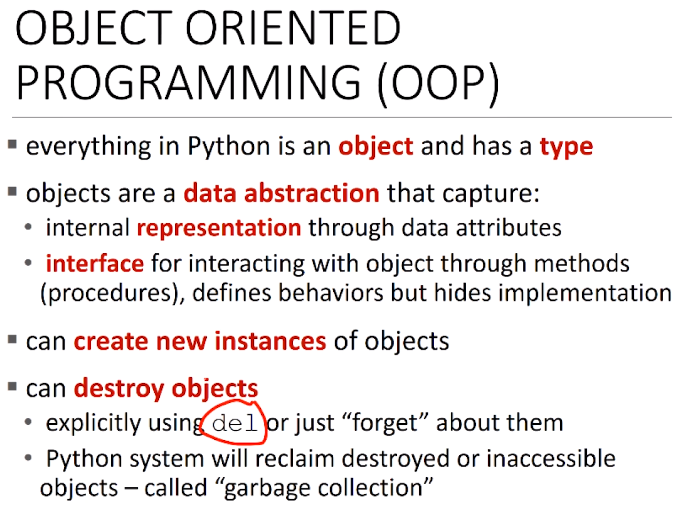 OBJECT ORIENTED
PROGRAMMING (OOP)
▪ everything in Python is an object and has a type
▪ objects are a data abstraction that capture:
• internal representation through data attributes
• interface for interacting with object through methods
(procedures), defines behaviors but hides implementation
▪ can create new instances of objects
▪ can destroy objects
• explicitly using del or just “forget” about them
• Python system will reclaim destroyed or inaccessible
objects – called “garbage collection”